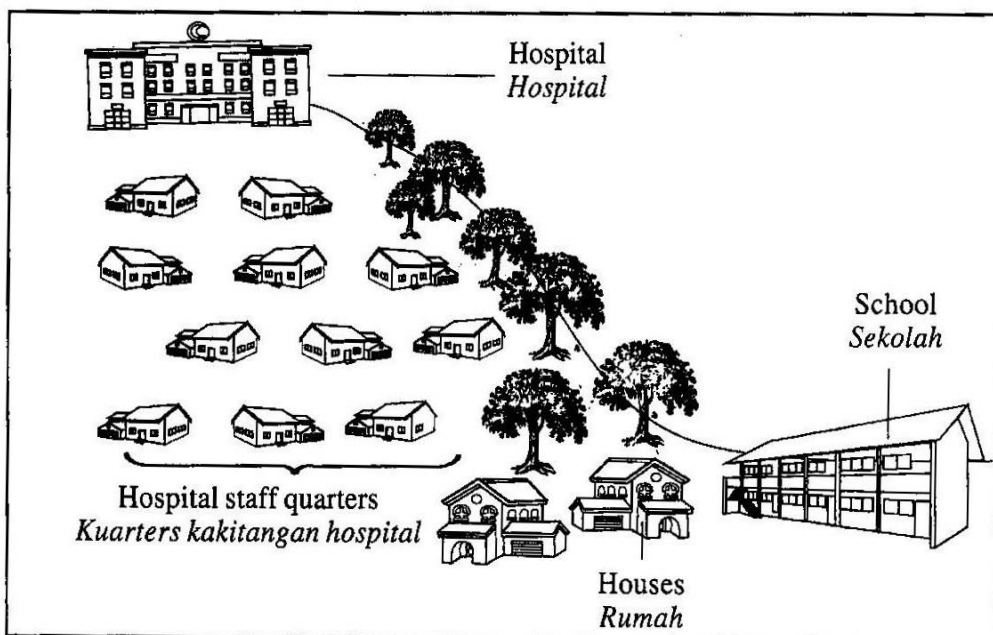 Hospital
Hospital
School
Sekolah
Hospital staff quarters
Kuarters kakitangan hospital
Houses
Rumah